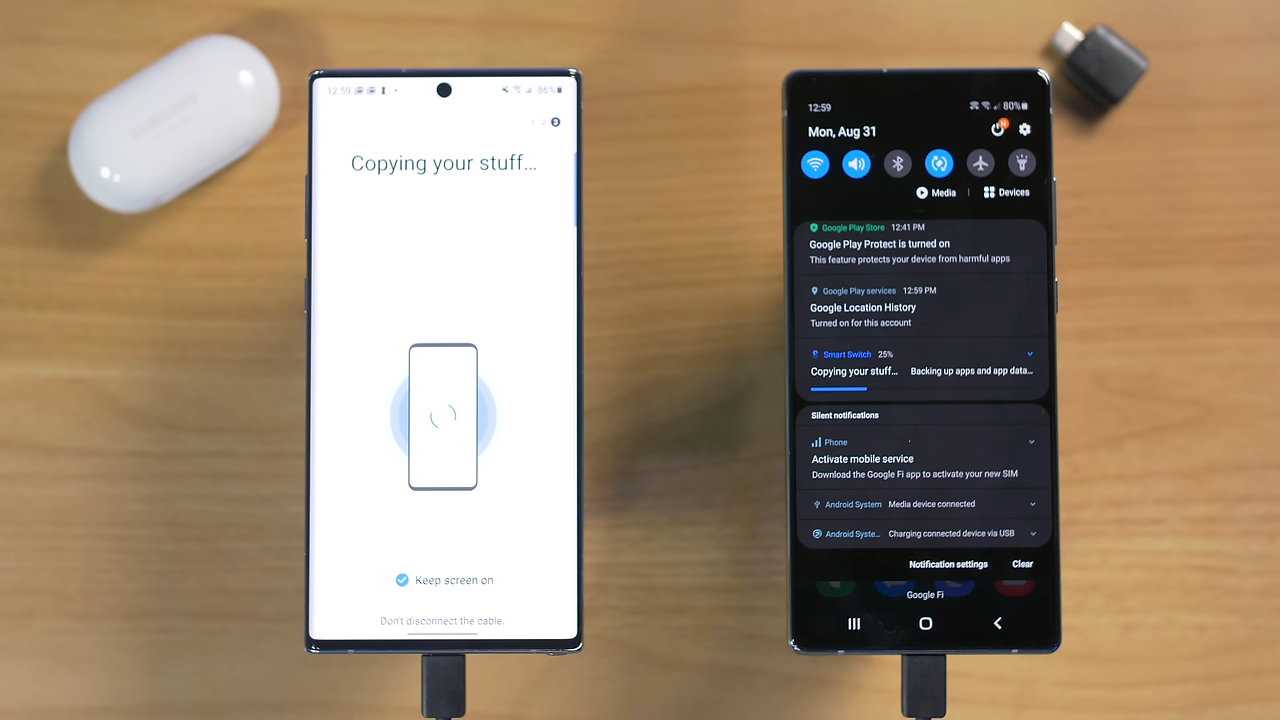 SAMSUNG
12:59
86%
3
Copying your stuff...
Keep screen on
Don't disconnect the cable.
12:59
80%
Mon, Aug 31
N
Media | Devices
Google Play Store 12:41 PM
Google Play Protect is turned on
This feature protects your device from harmful apps
Google Play services 12:59 PM
Google Location History
Turned on for this account
Smart Switch 25%
Copying your stuff... Backing up apps and app data...
Silent notifications
Phone
Activate mobile service
Download the Google Fi app to activate your new SIM
Android System Media device connected
Android Syste... Charging connected device via USB
Notification settings Clear
Google Fi